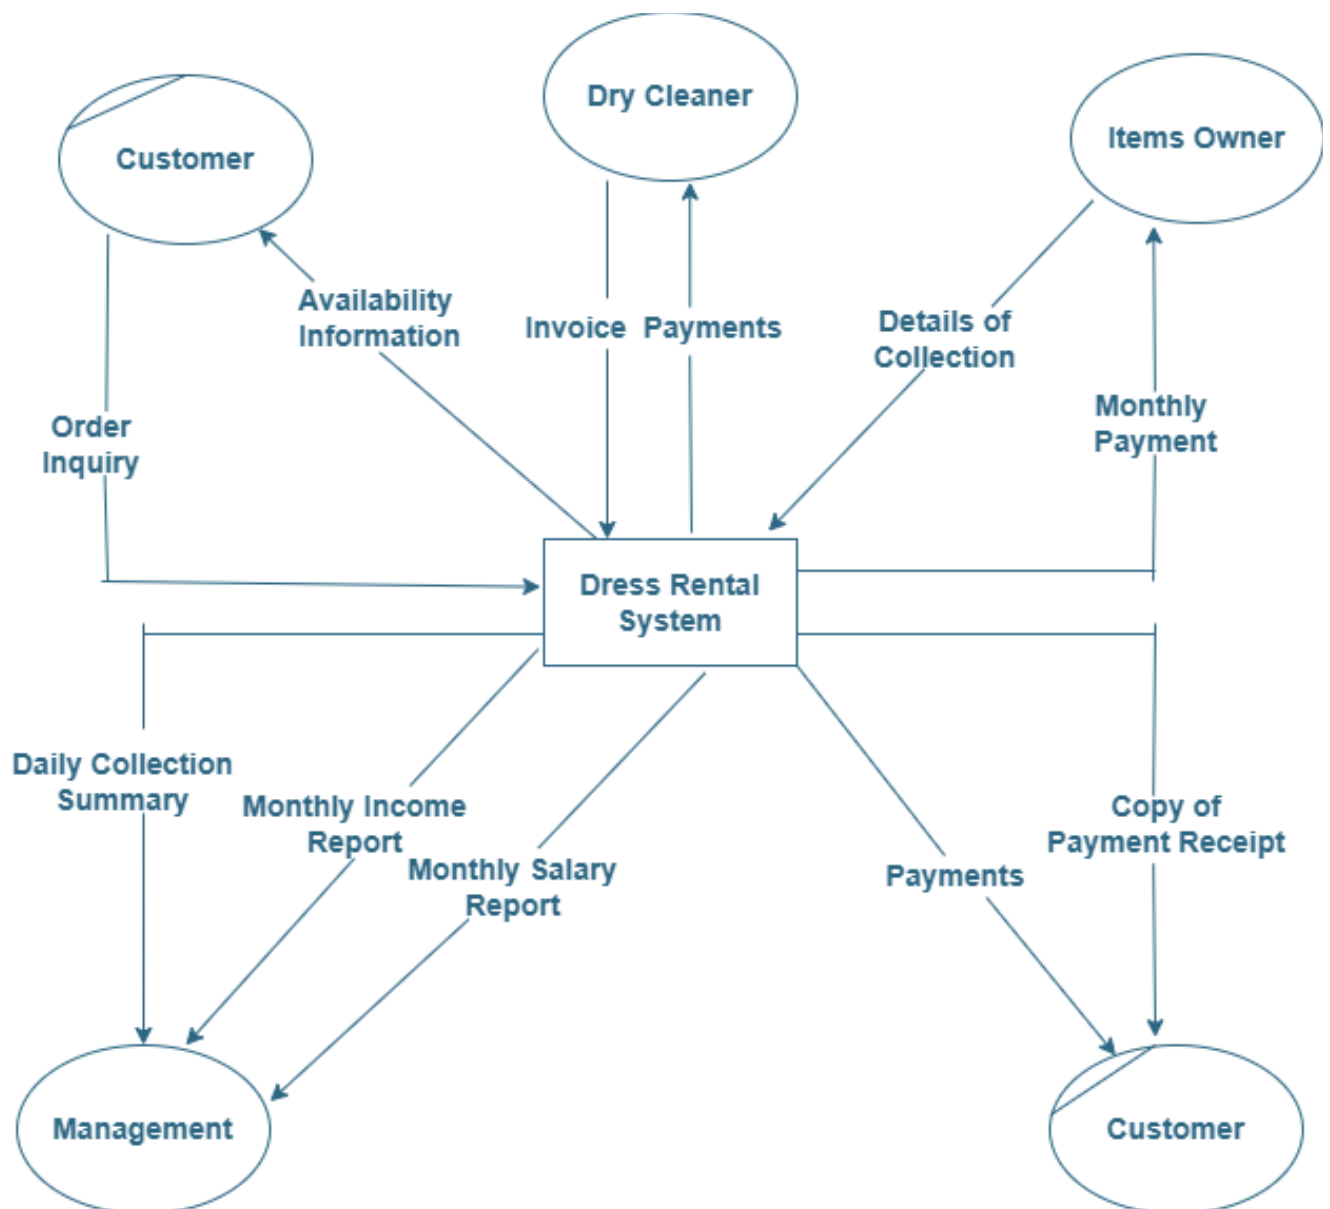 Dry Cleaner
Items Owner
Customer
Availability
Information
Invoice
Payments
Details of
Collection
Monthly
Payment
Order
Inquiry
Dress Rental
System
Daily Collection
Summary
Monthly Income
Report
Monthly Salary
Report
Payments
Copy of
Payment Receipt
Management
Customer